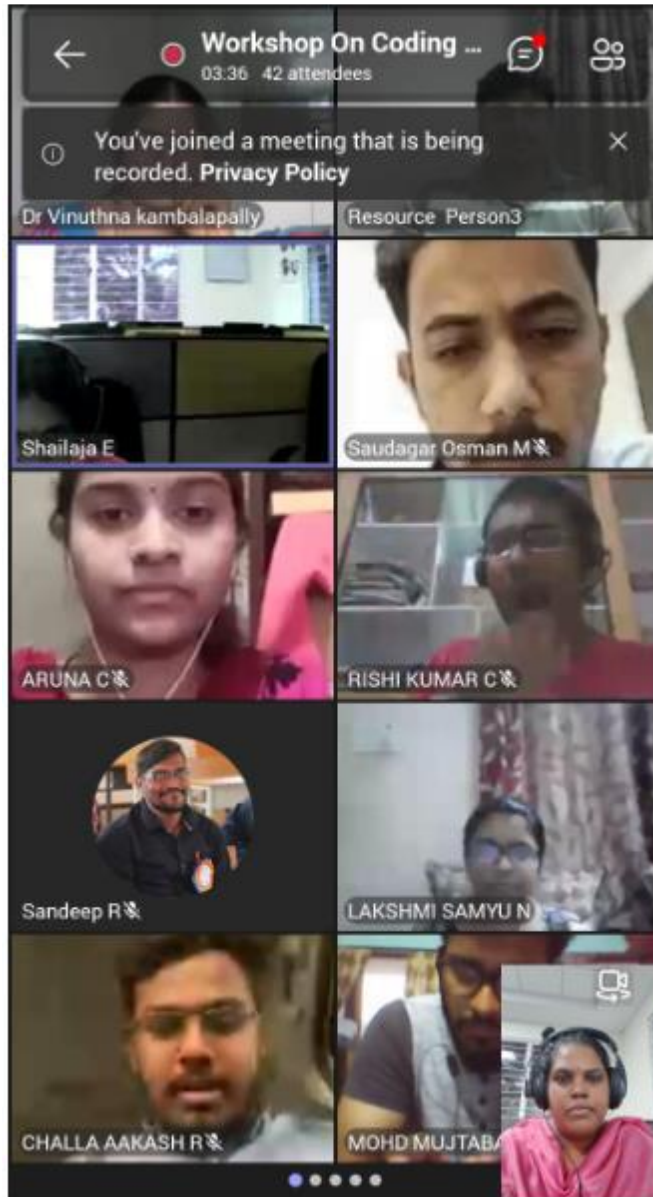 Workshop On Coding ...
03:36 42 attendees
You've joined a meeting that is being
recorded. Privacy Policy
Dr Vinuthna kambalapally
Resource Person3
Shailaja E
Saudagar Osman M
ARUNA C
RISHI KUMAR C
Sandeep R
LAKSHMI SAMYU N
CHALLA AAKASH R
MOHD MUJTABA